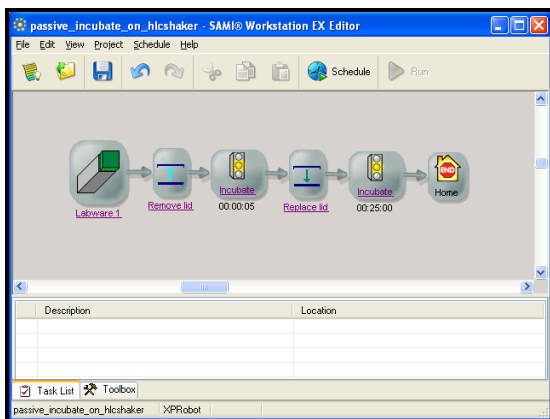 passive_incubate_on_hlcshaker - SAMI® Workstation EX Editor
File Edit View Project Schedule Help
Schedule Run
Labware 1 Remove lid Incubate Replace lid Incubate Home
00:00:05 00:25:00
END
Description Location
Task List Toolbox
passive_incubate_on_hlcshaker XPRobot